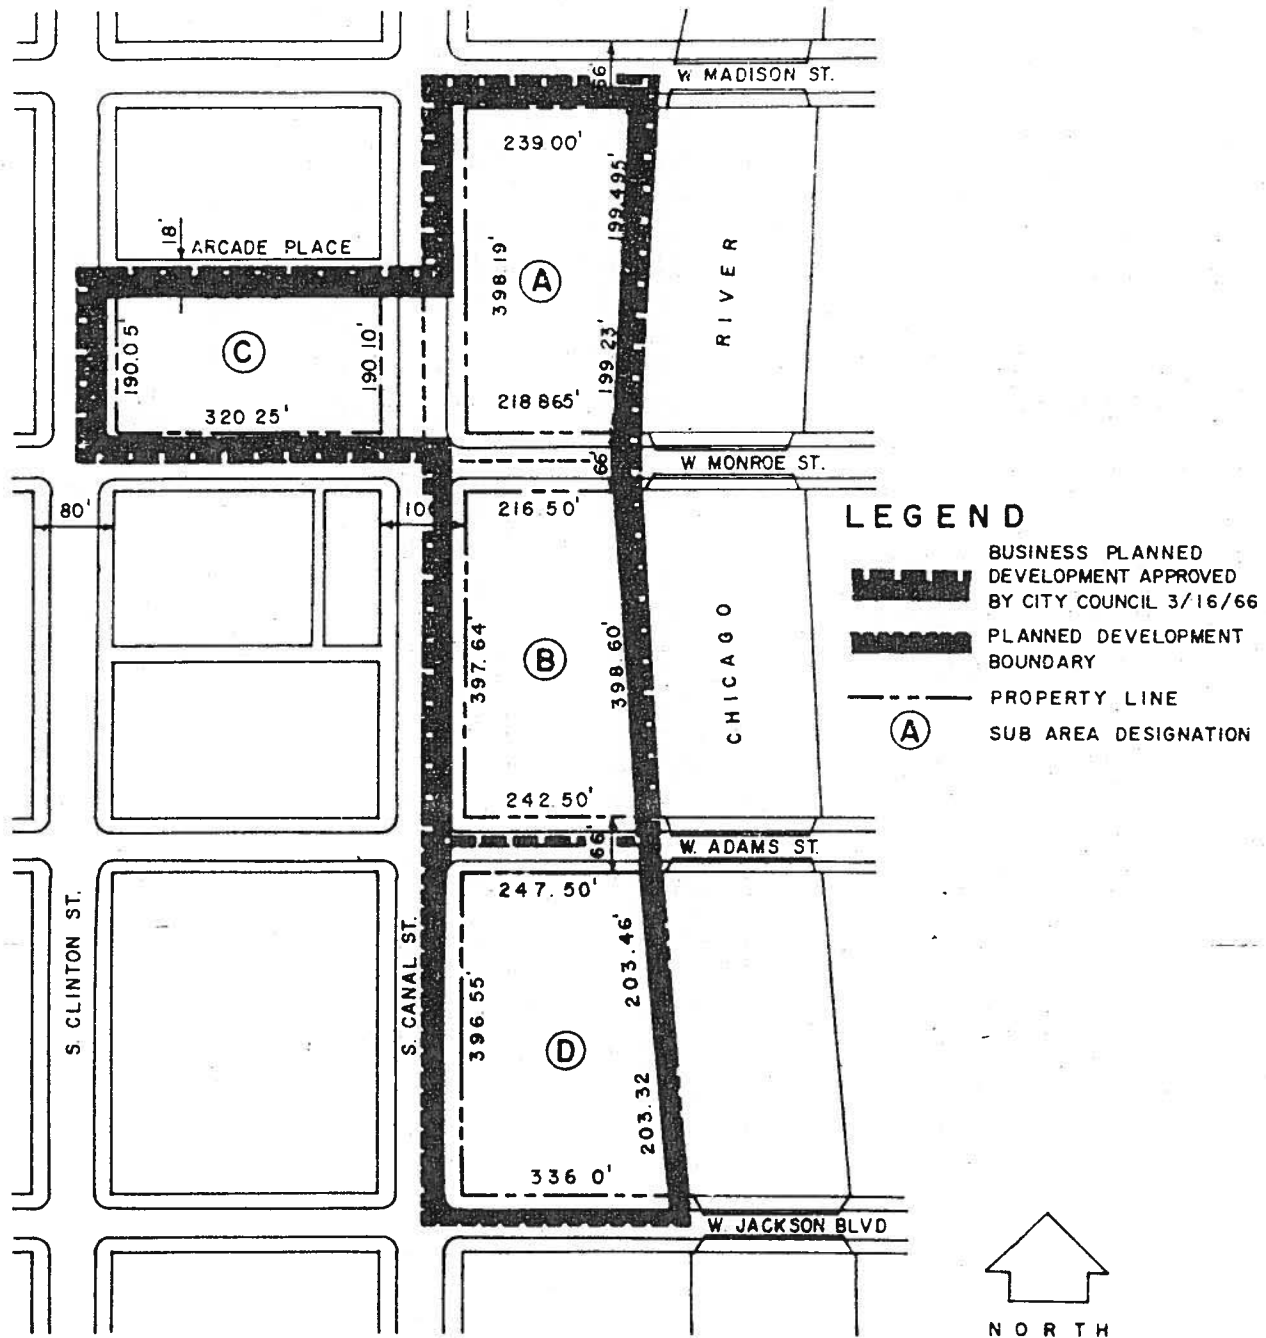 W MADISON ST.
66'
239.00'
199.495'
18'
ARCADE PLACE
398.19'
A
RIVER
190.05'
C
190.10'
199.23'
320 25'
218 865'
W MONROE ST.
66'
80'
10
216.50'
LEGEND
BUSINESS PLANNED
DEVELOPMENT APPROVED
BY CITY COUNCIL 3/16/66
PLANNED DEVELOPMENT
BOUNDARY
PROPERTY LINE
A
SUB AREA DESIGNATION
397.64'
B
398.60'
CHICAGO
242.50'
66'
W. ADAMS ST.
247.50'
S. CLINTON ST.
S. CANAL ST.
396.55'
203.46'
D
203.32
336 0'
W. JACKSON BLVD
NORTH